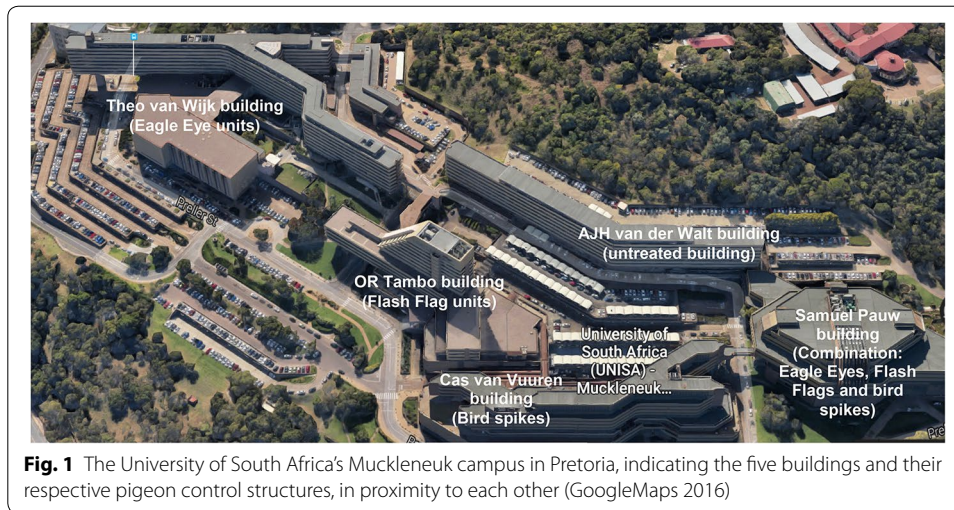 Theo van Wijk building
(Eagle Eye units)
Preller St
AJH van der Walt building
(untreated building)
OR Tambo building
(Flash Flag units)
Samuel Pauw
building
(Combination:
Eagle Eyes, Flash
Flags and bird
spikes)
University of
South Africa
(UNISA) -
Muckleneuk...
Cas van Vuuren
building
(Bird spikes)
Fig. 1 The University of South Africa's Muckleneuk campus in Pretoria, indicating the five buildings and their
respective pigeon control structures, in proximity to each other (GoogleMaps 2016)